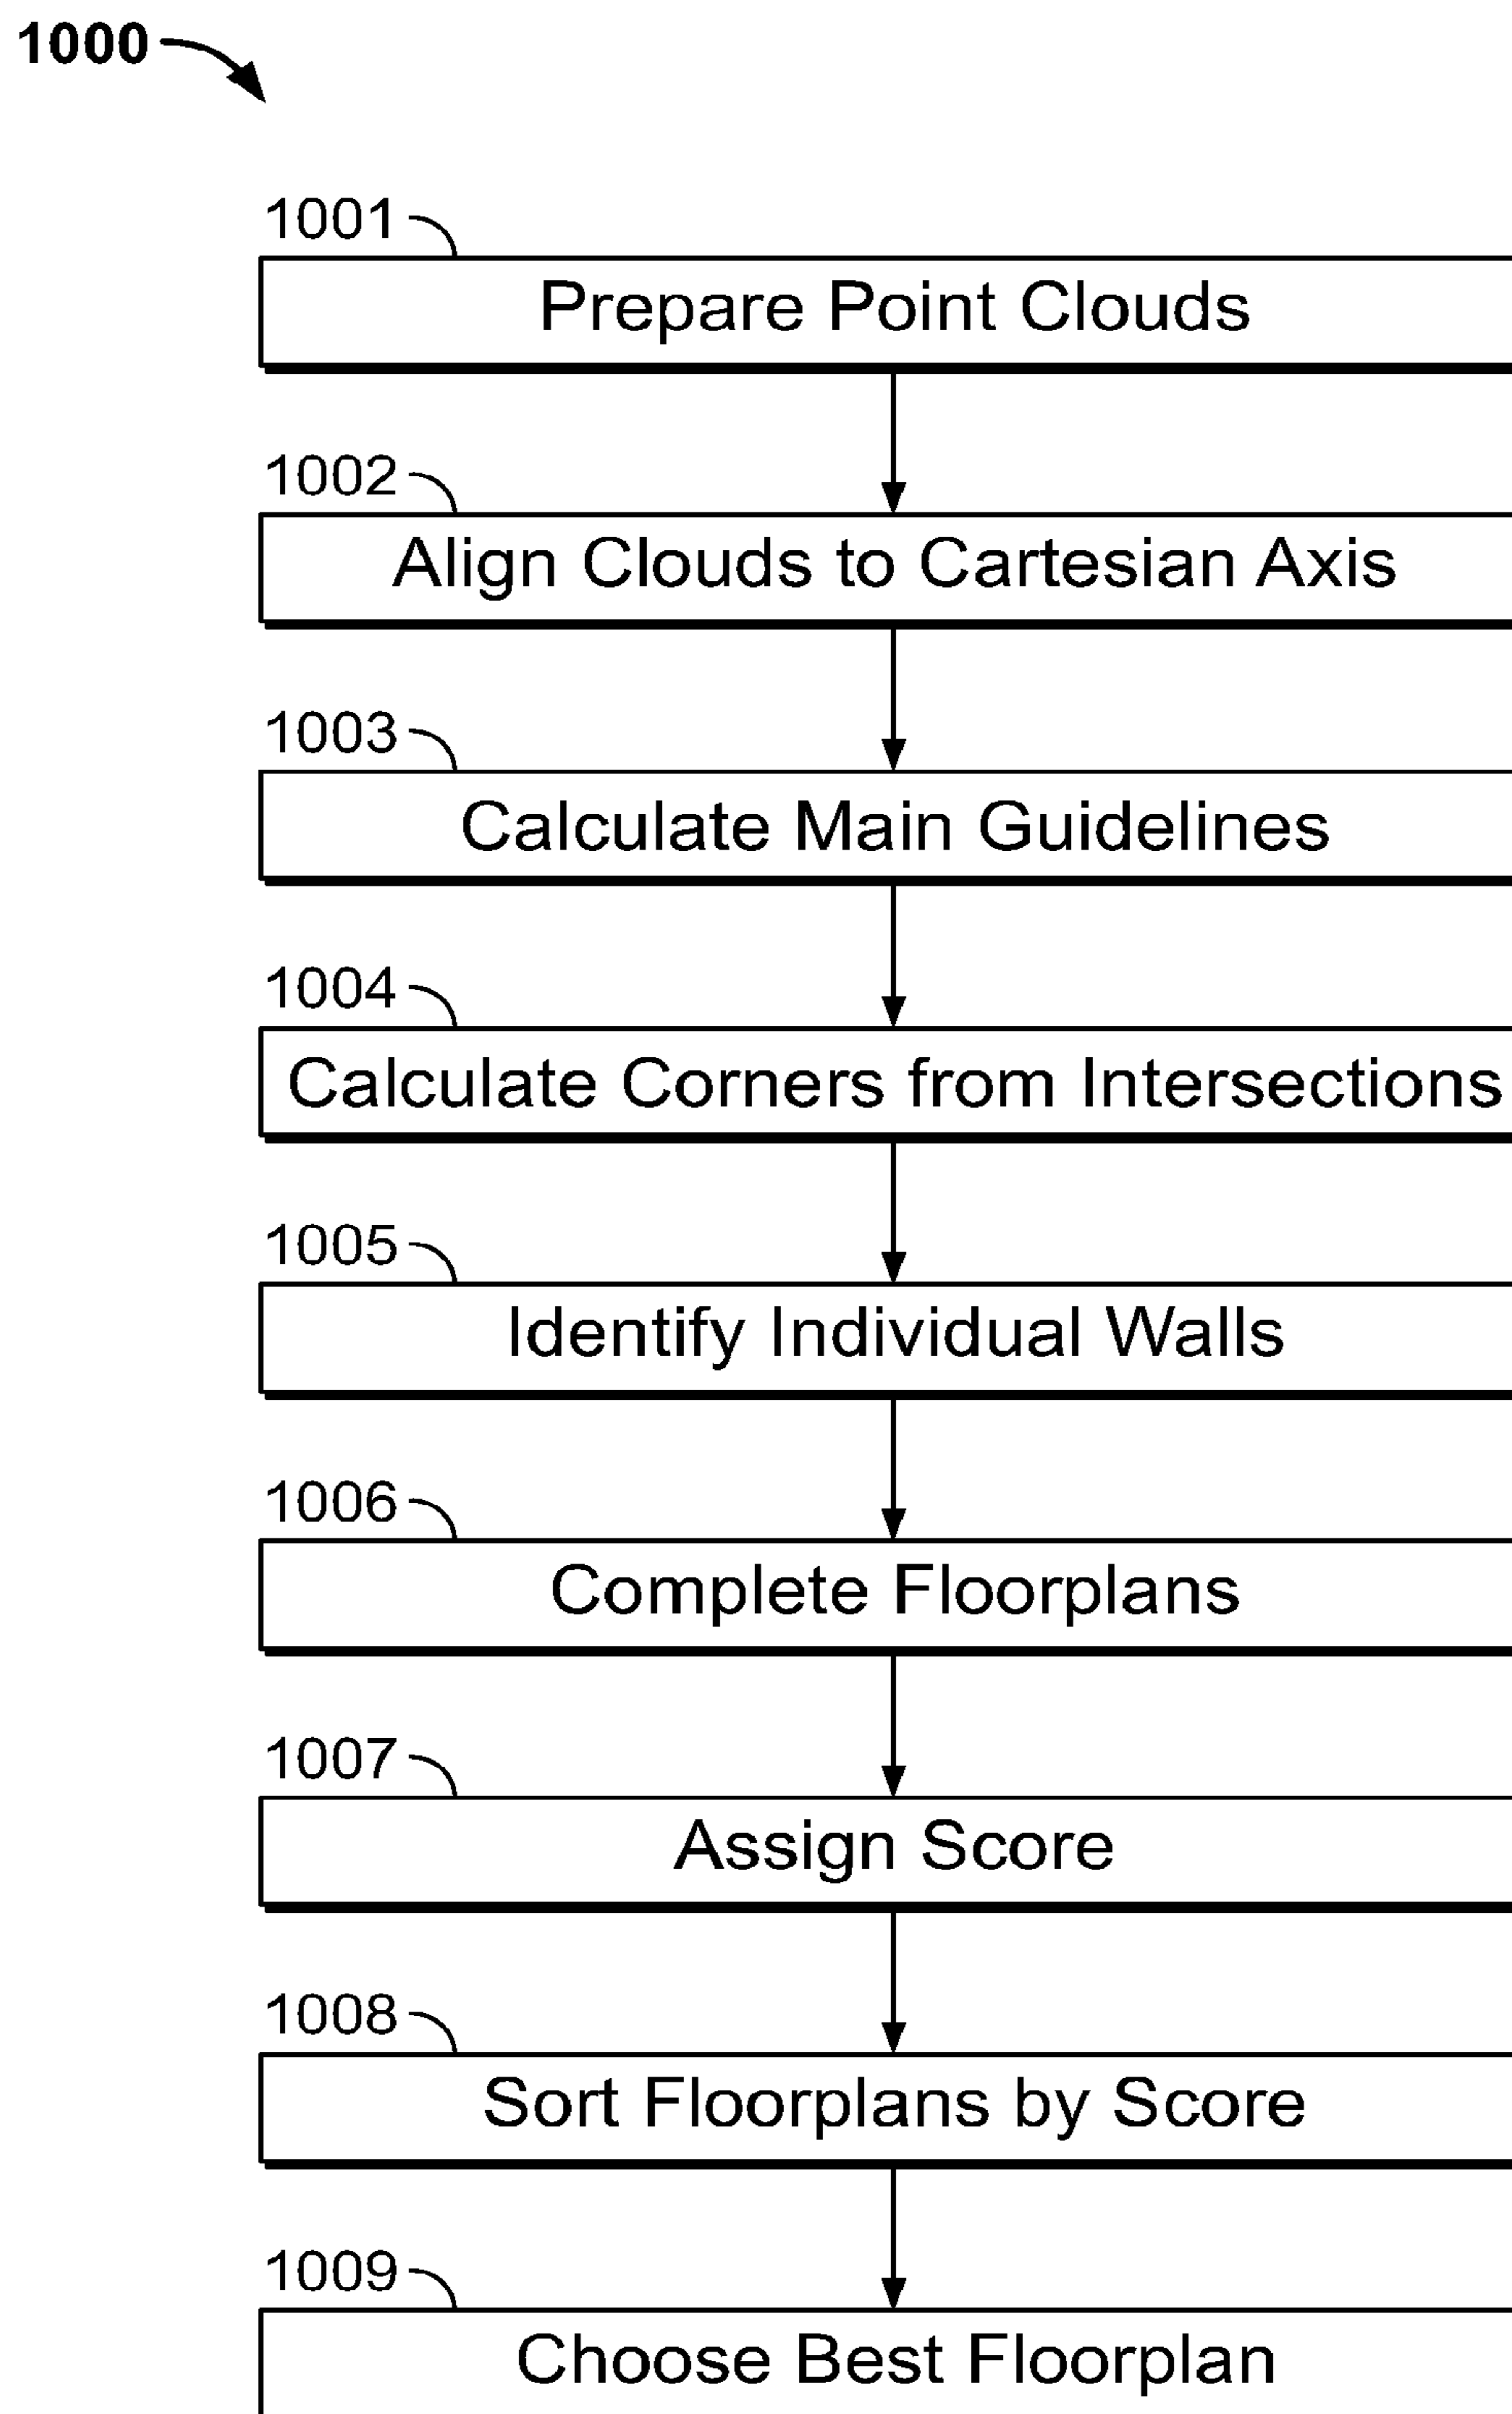 1000
1001
Prepare Point Clouds
1002
Align Clouds to Cartesian Axis
1003
Calculate Main Guidelines
1004
Calculate Corners from Intersections
1005
Identify Individual Walls
1006
Complete Floorplans
1007
Assign Score
1008
Sort Floorplans by Score
1009
Choose Best Floorplan